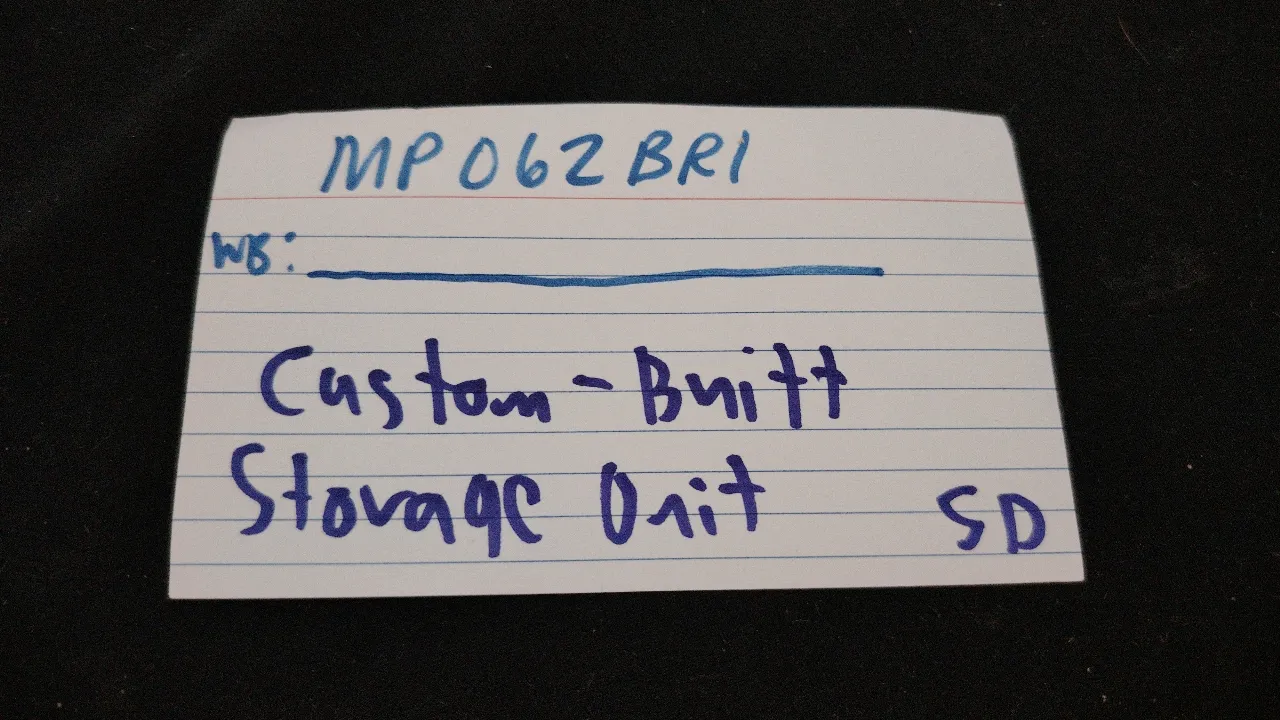 MP062BR1
WB:
Custom-Built
Storage Unit
SD